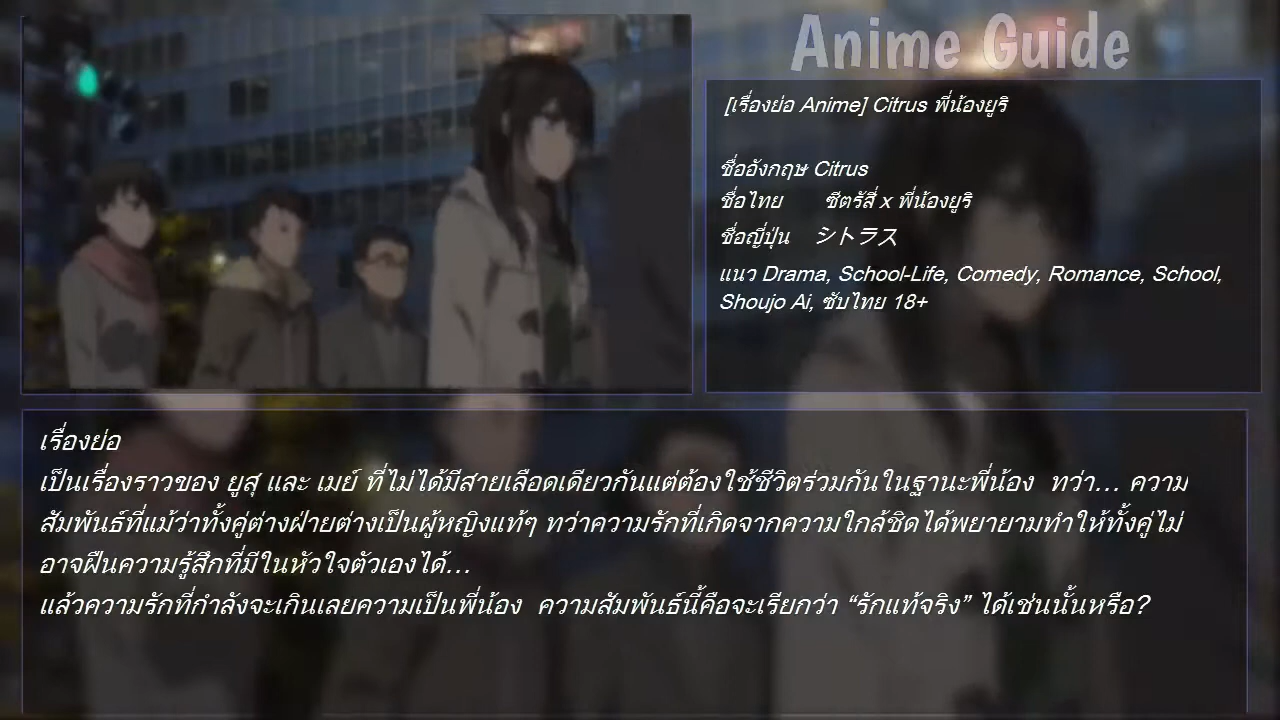 Anime Guide
[เรื่องย่อ Anime] Citrus พี่น้องยูริ
ชื่ออังกฤษ Citrus
ชื่อไทย ซีตรัสี่ x พี่น้องยูริ
ชื่อญี่ปุ่น シトラス
แนว Drama, School-Life, Comedy, Romance, School,
Shoujo Ai, ซับไทย 18+
เรื่องย่อ
เป็นเรื่องราวของ ยูสุ และ เมย์ ที่ไม่ได้มีสายเลือดเดียวกันแต่ต้องใช้ชีวิตร่วมกันในฐานะพี่น้อง ทว่า… ความ
สัมพันธ์ที่แม้ว่าทั้งคู่ต่างฝ่ายต่างเป็นผู้หญิงแท้ๆ ทว่าความรักที่เกิดจากความใกล้ชิดได้พยายามทำให้ทั้งคู่ไม่
อาจฝืนความรู้สึกที่มีในหัวใจตัวเองได้…
แล้วความรักที่กำลังจะเกินเลยความเป็นพี่น้อง ความสัมพันธ์นี้คือจะเรียกว่า “รักแท้จริง” ได้เช่นนั้นหรือ?